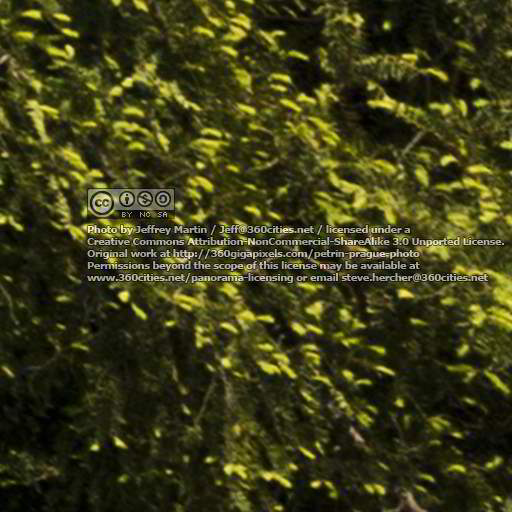 cc
BY NC SA
Photo by Jeffrey Martin / Jeff@360cities.net / licensed under a
Creative Commons Attribution-NonCommercial-ShareAlike 3.0 Unported License.
Original work at http://360gigapixels.com/petrin-prague-photo
Permissions beyond the scope of this license may be available at
www.360cities.net/panorama-licensing or email steve.hercher@360cities.net